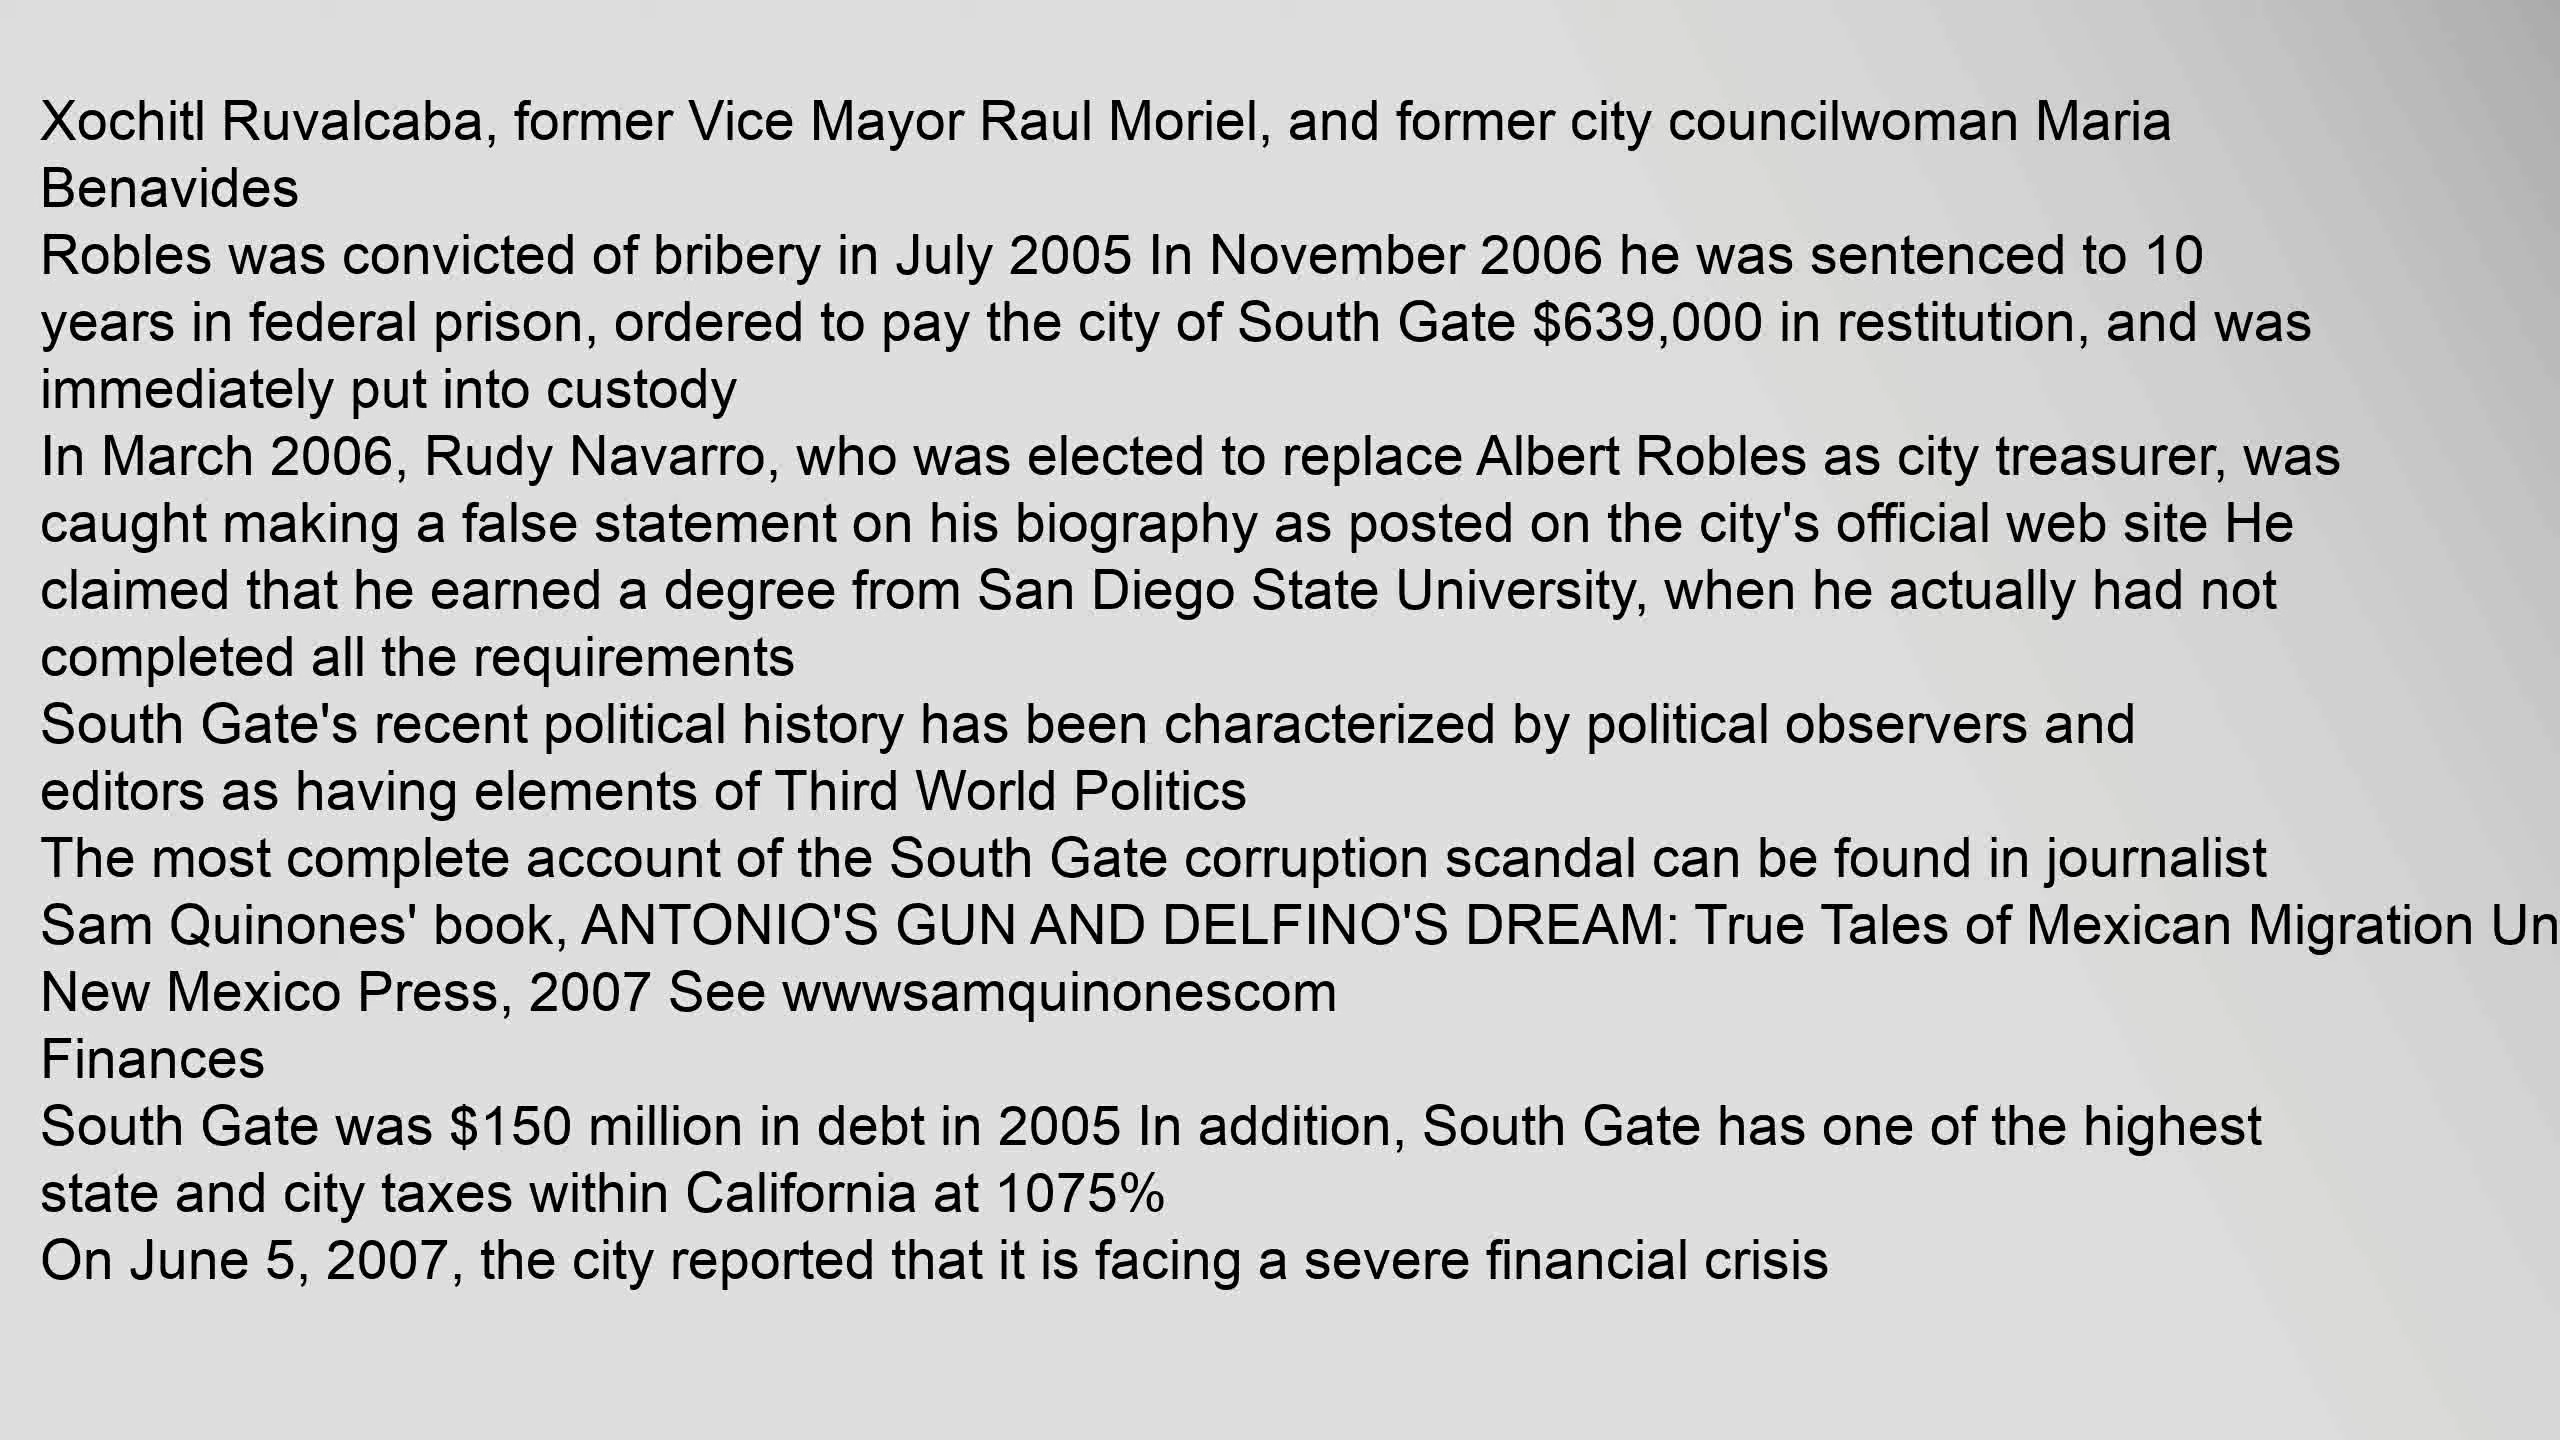 Xochitl Ruvalcaba, former Vice Mayor Raul Moriel, and former city councilwoman Maria
Benavides
Robles was convicted of bribery in July 2005 In November 2006 he was sentenced to 10
years in federal prison, ordered to pay the city of South Gate $639,000 in restitution, and was
immediately put into custody
In March 2006, Rudy Navarro, who was elected to replace Albert Robles as city treasurer, was
caught making a false statement on his biography as posted on the city's official web site He
claimed that he earned a degree from San Diego State University, when he actually had not
completed all the requirements
South Gate's recent political history has been characterized by political observers and
editors as having elements of Third World Politics
The most complete account of the South Gate corruption scandal can be found in journalist
Sam Quinones' book, ANTONIO'S GUN AND DELFINO'S DREAM: True Tales of Mexican Migration Un
New Mexico Press, 2007 See wwwsamquinonescom
Finances
South Gate was $150 million in debt in 2005 In addition, South Gate has one of the highest
state and city taxes within California at 1075%
On June 5, 2007, the city reported that it is facing a severe financial crisis